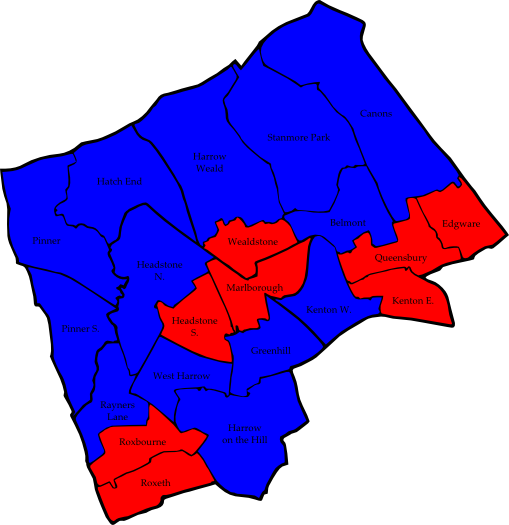 Canons
Stanmore Park
Harrow
Weald
Hatch End
Edgware
Belmont
Pinner
Wealdstone
Queensbury
Headstone
N.
Marlborough
Kenton E.
Kenton W.
Pinner S.
Headstone
S.
Greenhill
West Harrow
Rayners
Lane
Harrow
on the Hill
Roxbourne
Roxeth